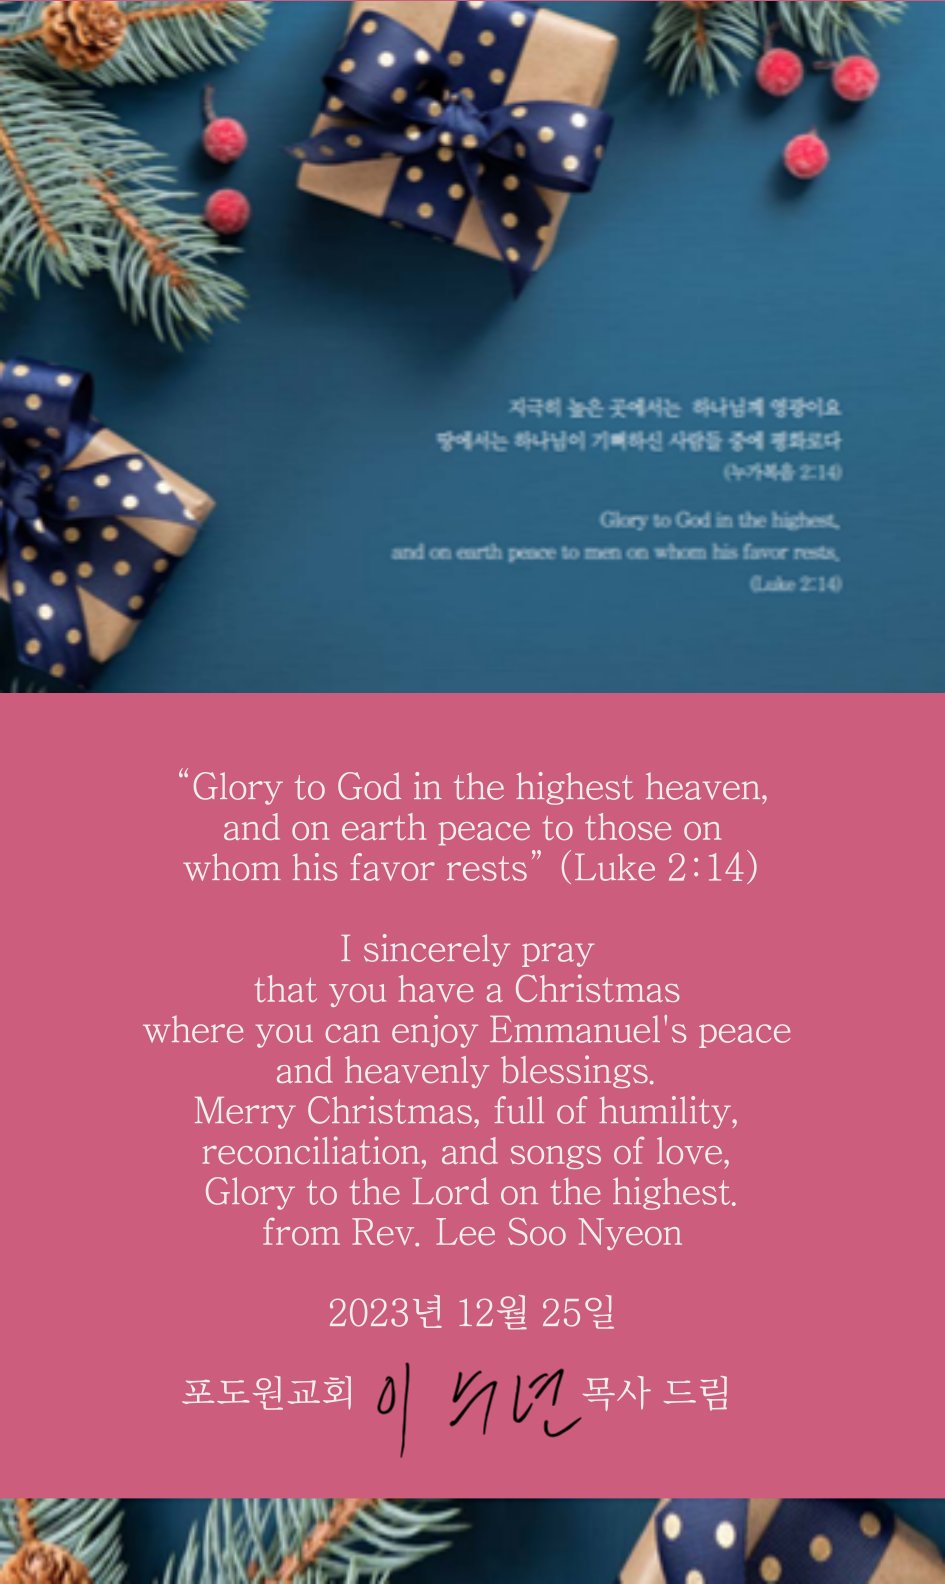 지극히 높은 곳에서는 하나님께 영광이요
땅에서는 하나님이 기뻐하신 사람들 중에 평화로다
(누가복음 2:14)
Glory to God in the highest,
and on earth peace to men on whom his favor rests.
(Luke 2:14)
“Glory to God in the highest heaven,
and on earth peace to those on
whom his favor rests” (Luke 2:14)
I sincerely pray
that you have a Christmas
where you can enjoy Emmanuel's peace
and heavenly blessings.
Merry Christmas, full of humility,
reconciliation, and songs of love,
Glory to the Lord on the highest.
from Rev. Lee Soo Nyeon
2023년 12월 25일
포도원교회 이 수년 목사 드림